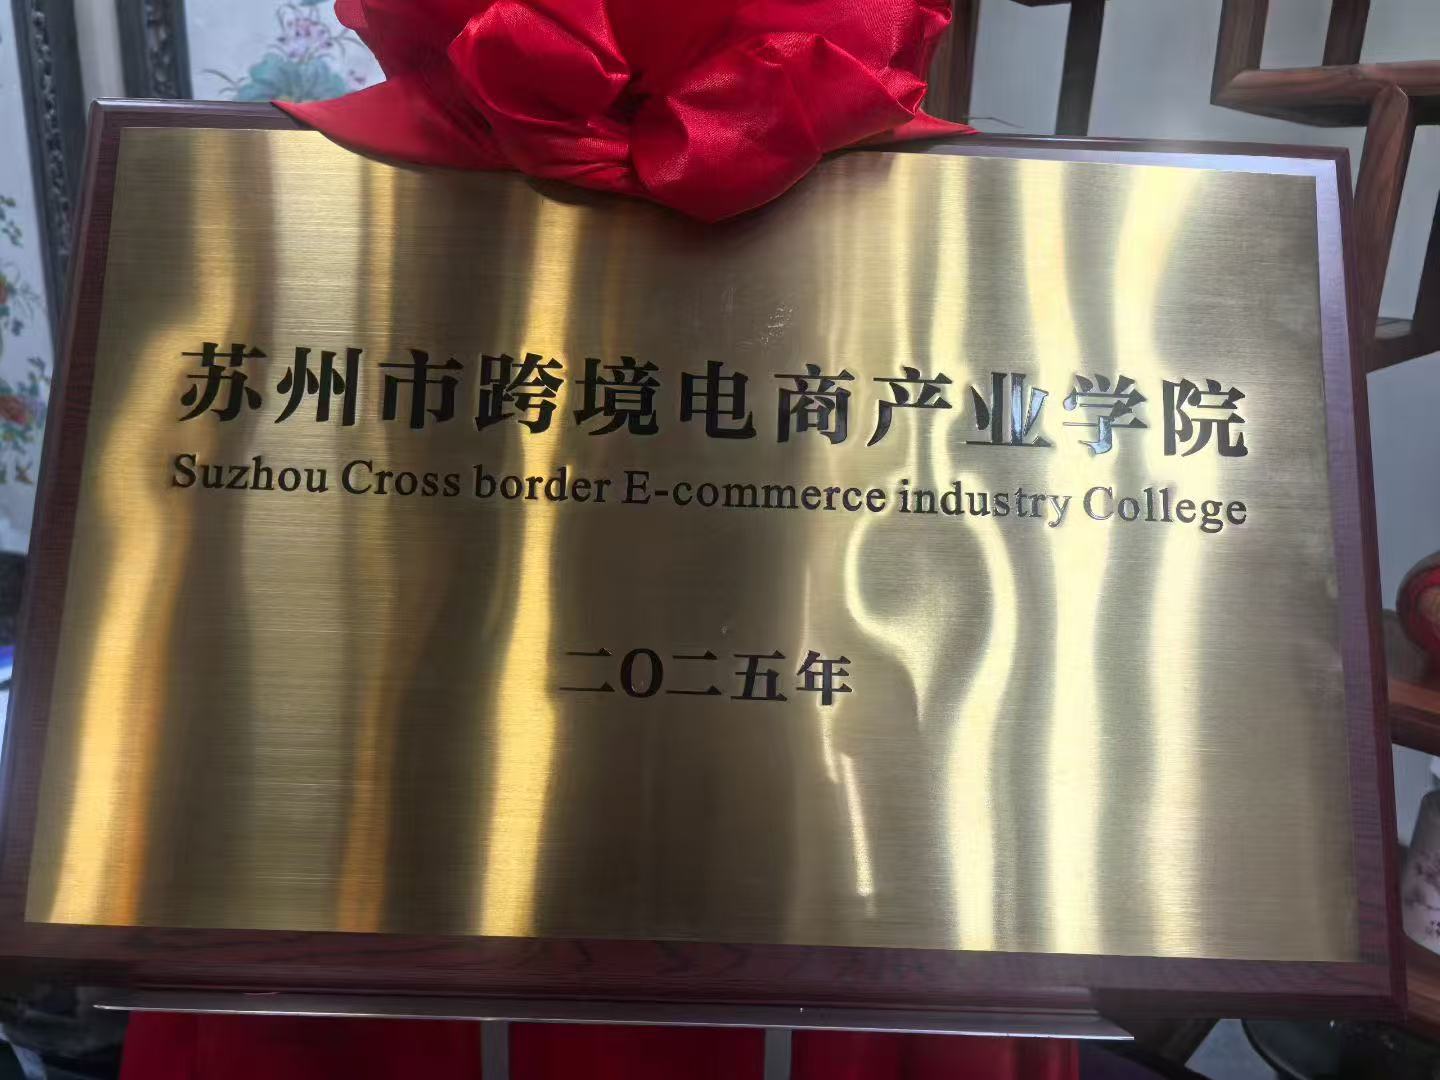 苏州市跨境电商产业学院
Suzhou Cross border E-commerce industry College
二O二五年